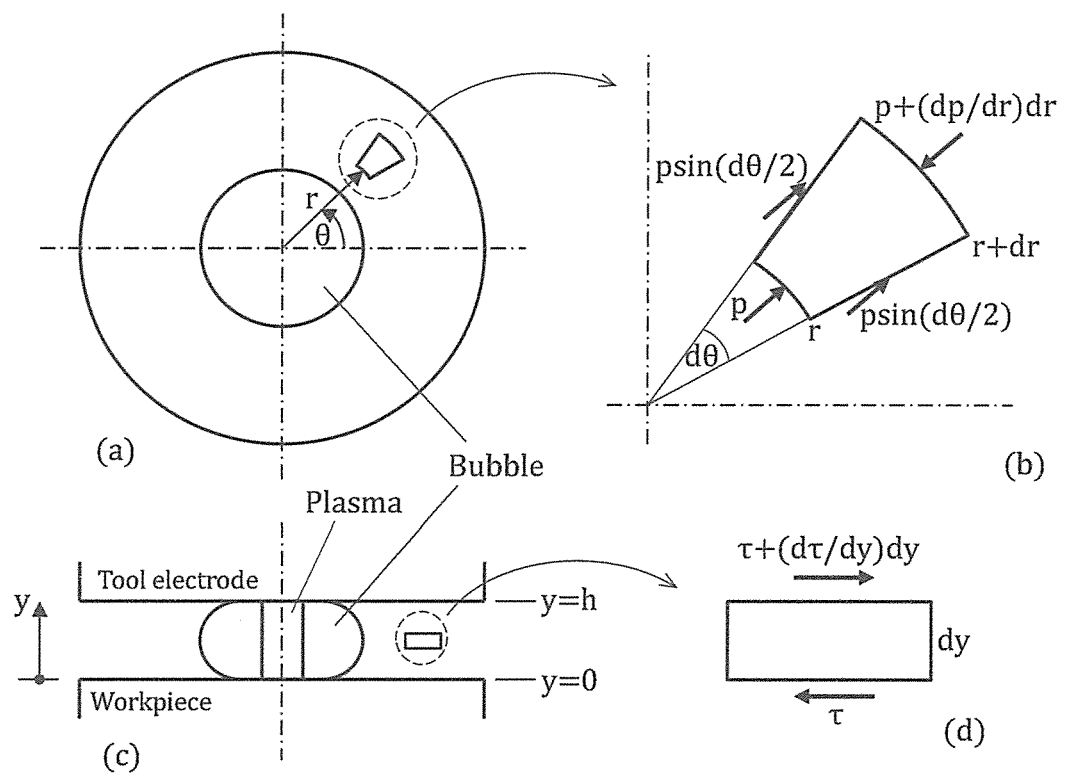 r
θ
(a)
p+(dp/dr)dr
psin(dθ/2)
r+dr
p
r
psin(dθ/2)
dθ
(b)
Bubble
Plasma
Tool electrode
y
y=h
y=0
Workpiece
(c)
τ+(dτ/dy)dy
dy
τ
(d)